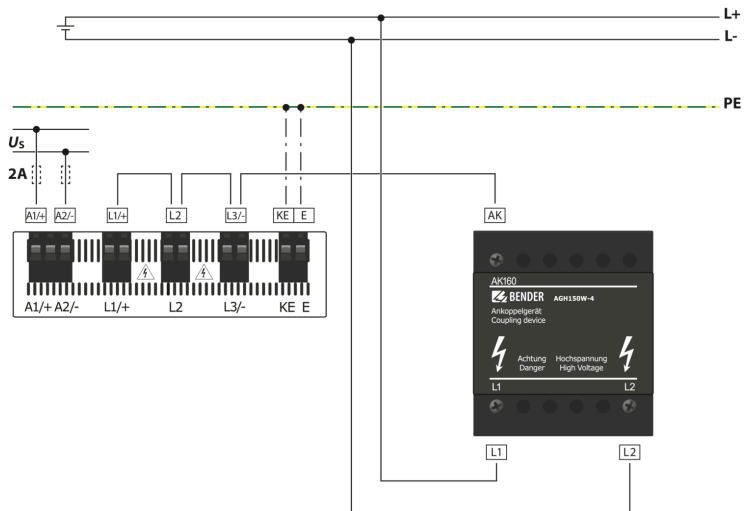 L+
L-
PE
Us
2A
A1/+ A2/- L1/+ L2 L3/- KE E AK
A1/+ A2/- L1/+ L2 L3/- KE E
AK160
BENDER AGH150W-4
Ankoppelgerät
Coupling device
Achtung Hochspannung
Danger High Voltage
L1 L2
L1 L2